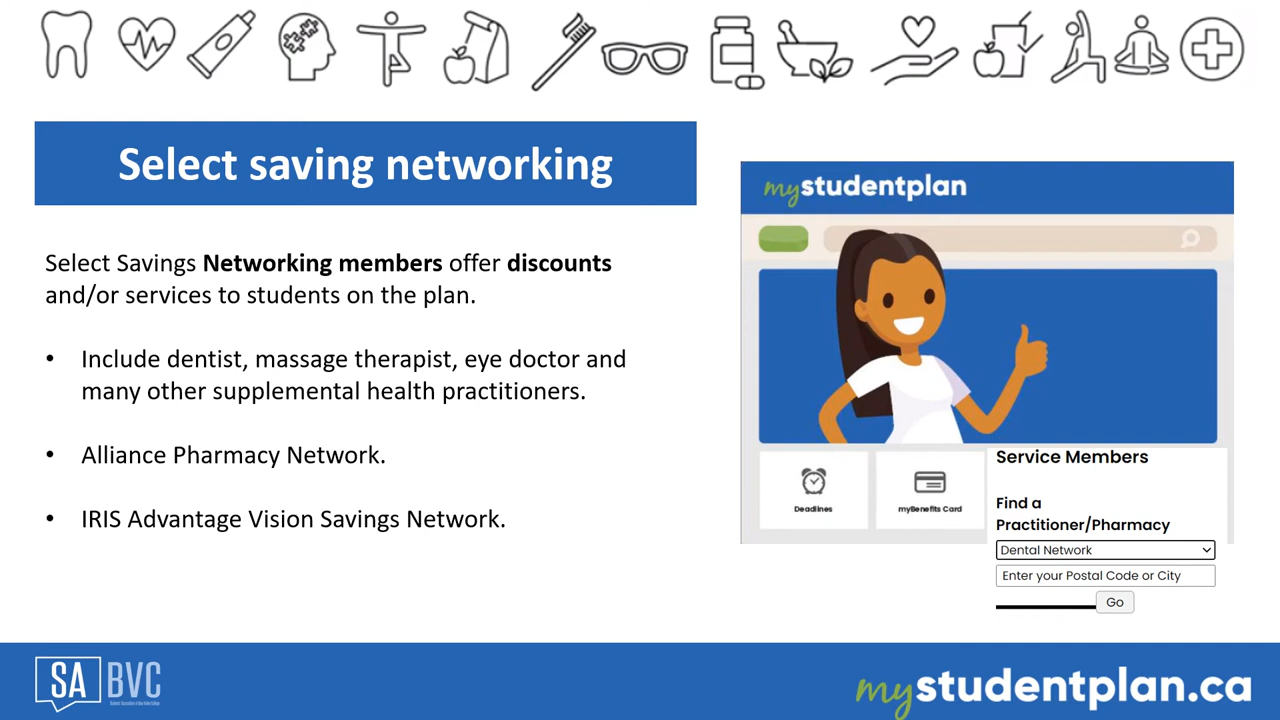 Select saving networking
Select Savings Networking members offer discounts
and/or services to students on the plan.
• Include dentist, massage therapist, eye doctor and
many other supplemental health practitioners.
• Alliance Pharmacy Network.
• IRIS Advantage Vision Savings Network.
mystudentplan
Deadlines
myBenefits Card
Service Members
Find a
Practitioner/Pharmacy
Dental Network
Enter your Postal Code or City
Go
SA BVC
mystudentplan.ca